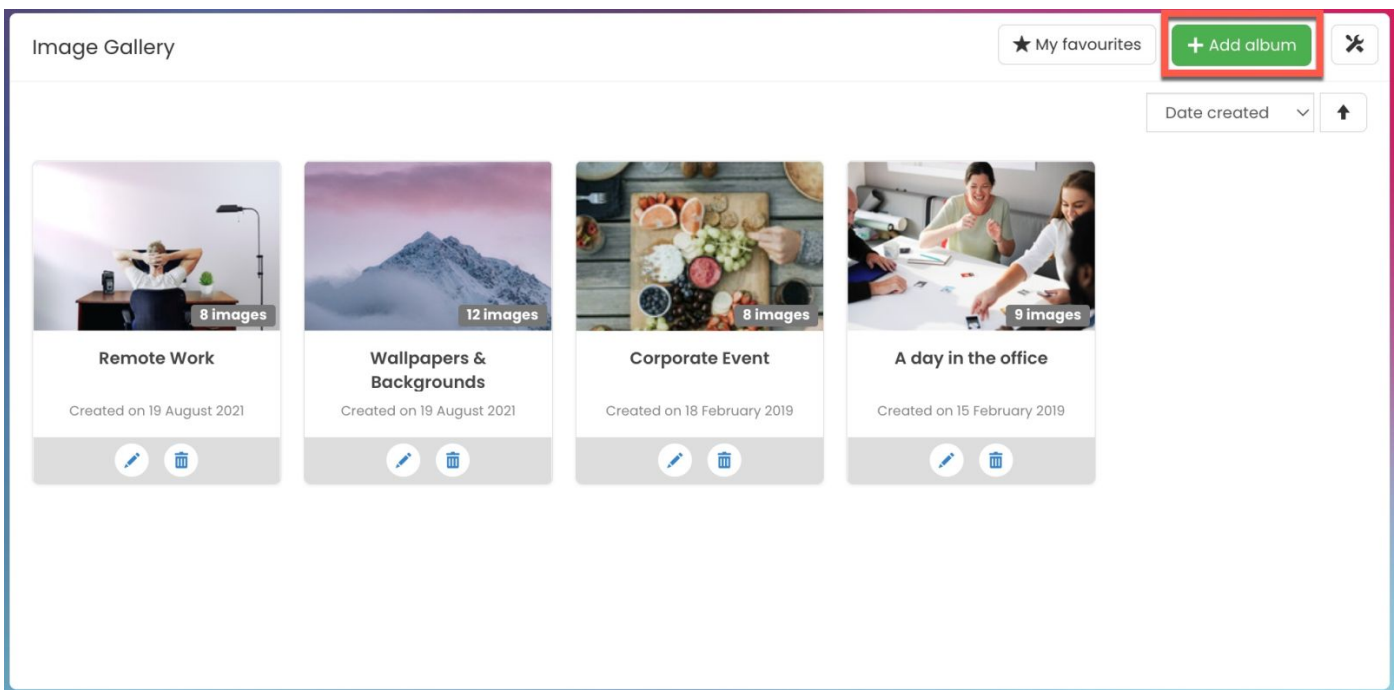 Image Gallery
My favourites
Add album
Date created
8 images
12 images
8 images
9 images
Remote Work
Wallpapers &
Backgrounds
Corporate Event
A day in the office
Created on 19 August 2021
Created on 19 August 2021
Created on 18 February 2019
Created on 15 February 2019